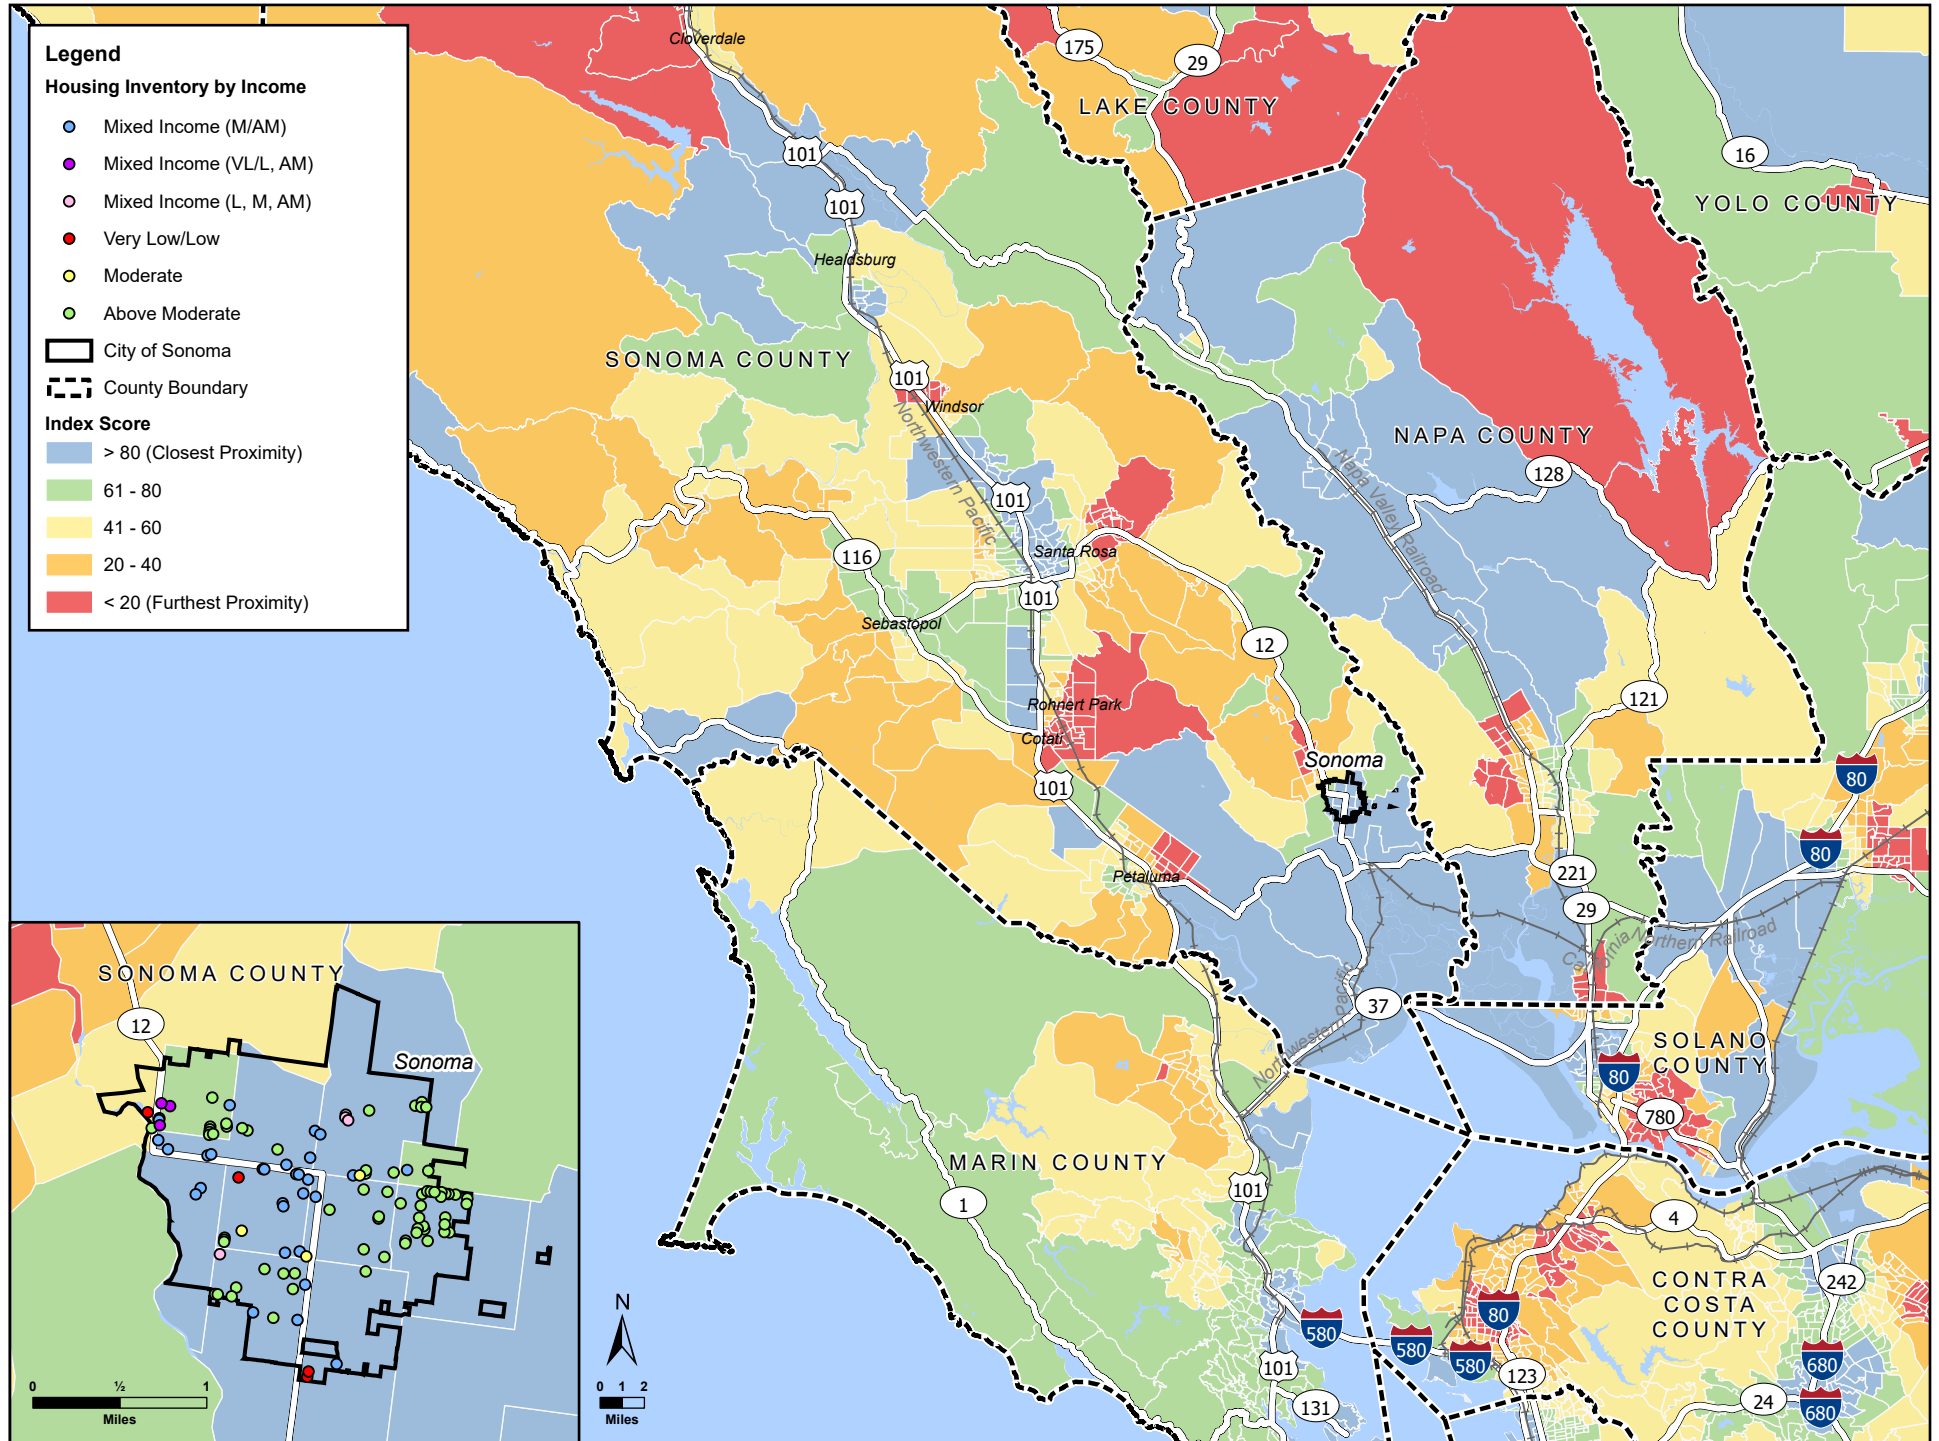 Legend
Housing Inventory by Income
Mixed Income (M/AM)
Mixed Income (VL/L, AM)
Mixed Income (L, M, AM)
Very Low/Low
Moderate
Above Moderate
City of Sonoma
County Boundary
Index Score
> 80 (Closest Proximity)
61 - 80
41 - 60
20 - 40
< 20 (Furthest Proximity)
Cloverdale
175
29
LAKE COUNTY
101
16
101
YOLO COUNTY
Healdsburg
SONOMA COUNTY
101
Windsor
Northwestern Pacific
NAPA COUNTY
Napa Valley Railroad
128
101
116
Santa Rosa
101
Sebastopol
12
121
Rohnert Park
Cotati
Sonoma
101
80
80
Petaluma
221
29
California Northern Railroad
Northwestern Pacific
37
SOLANO
COUNTY
80
780
MARIN COUNTY
101
1
4
CONTRA
COSTA
COUNTY
242
80
580
580
580
680
101
123
131
24
680
SONOMA COUNTY
12
Sonoma
0 ½ 1
Miles
N
0 1 2
Miles